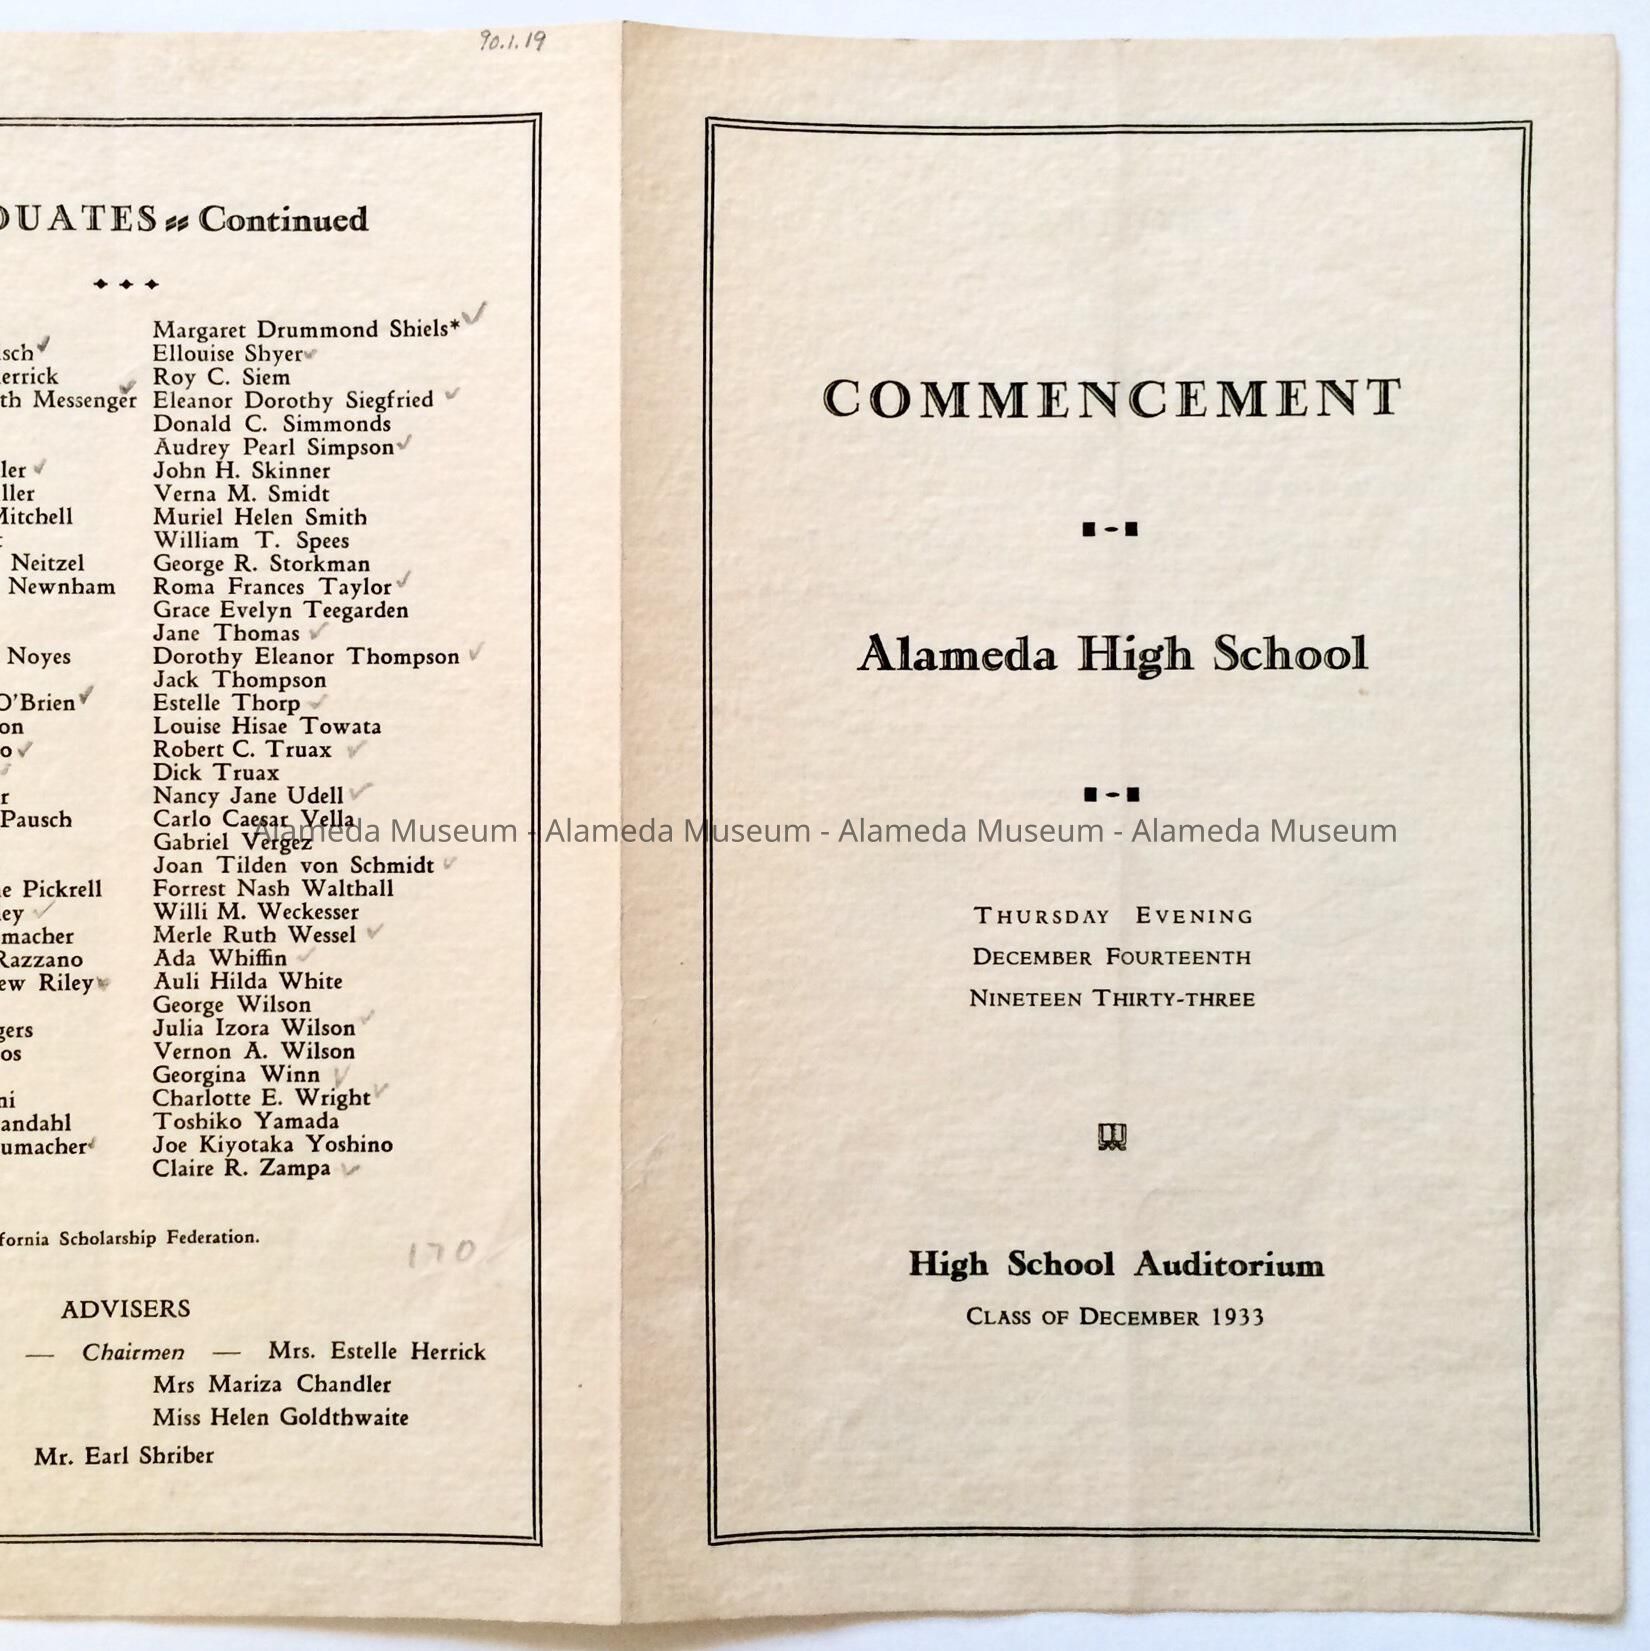 90.1.19
DUATES Continued
Margaret Drummond Shiels*
sch Ellouise Shyer
errick Roy C. Siem
th Messenger Eleanor Dorothy Siegfried
Donald C. Simmonds
Audrey Pearl Simpson
ler John H. Skinner
ller Verna M. Smidt
Mitchell Muriel Helen Smith
William T. Spees
Neitzel George R. Storkman
Newnham Roma Frances Taylor
Grace Evelyn Teegarden
Jane Thomas
Noyes Dorothy Eleanor Thompson
Jack Thompson
O'Brien Estelle Thorp
on Louise Hisae Towata
o Robert C. Truax
Dick Truax
r Nancy Jane Udell
Pausch Carlo Caesar Vella
Gabriel Vergez
Joan Tilden von Schmidt
e Pickrell Forrest Nash Walthall
ey Willi M. Weckesser
macher Merle Ruth Wessel
Razzano Ada Whiffin
ew Riley Auli Hilda White
George Wilson
gers Julia Izora Wilson
os Vernon A. Wilson
Georgina Winn
ni Charlotte E. Wright
andahl Toshiko Yamada
umacher Joe Kiyotaka Yoshino
Claire R. Zampa
fornia Scholarship Federation.
170
ADVISERS
— Chairmen — Mrs. Estelle Herrick
Mrs Mariza Chandler
Miss Helen Goldthwaite
Mr. Earl Shriber
COMMENCEMENT
Alameda High School
Alameda Museum - Alameda Museum - Alameda Museum - Alameda Museum
THURSDAY EVENING
DECEMBER FOURTEENTH
NINETEEN THIRTY-THREE
High School Auditorium
CLASS OF DECEMBER 1933